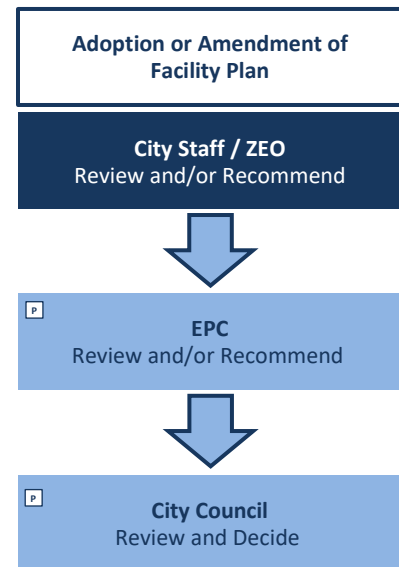 Adoption or Amendment of
Facility Plan
City Staff / ZEO
Review and/or Recommend
P
EPC
Review and/or Recommend
P
City Council
Review and Decide